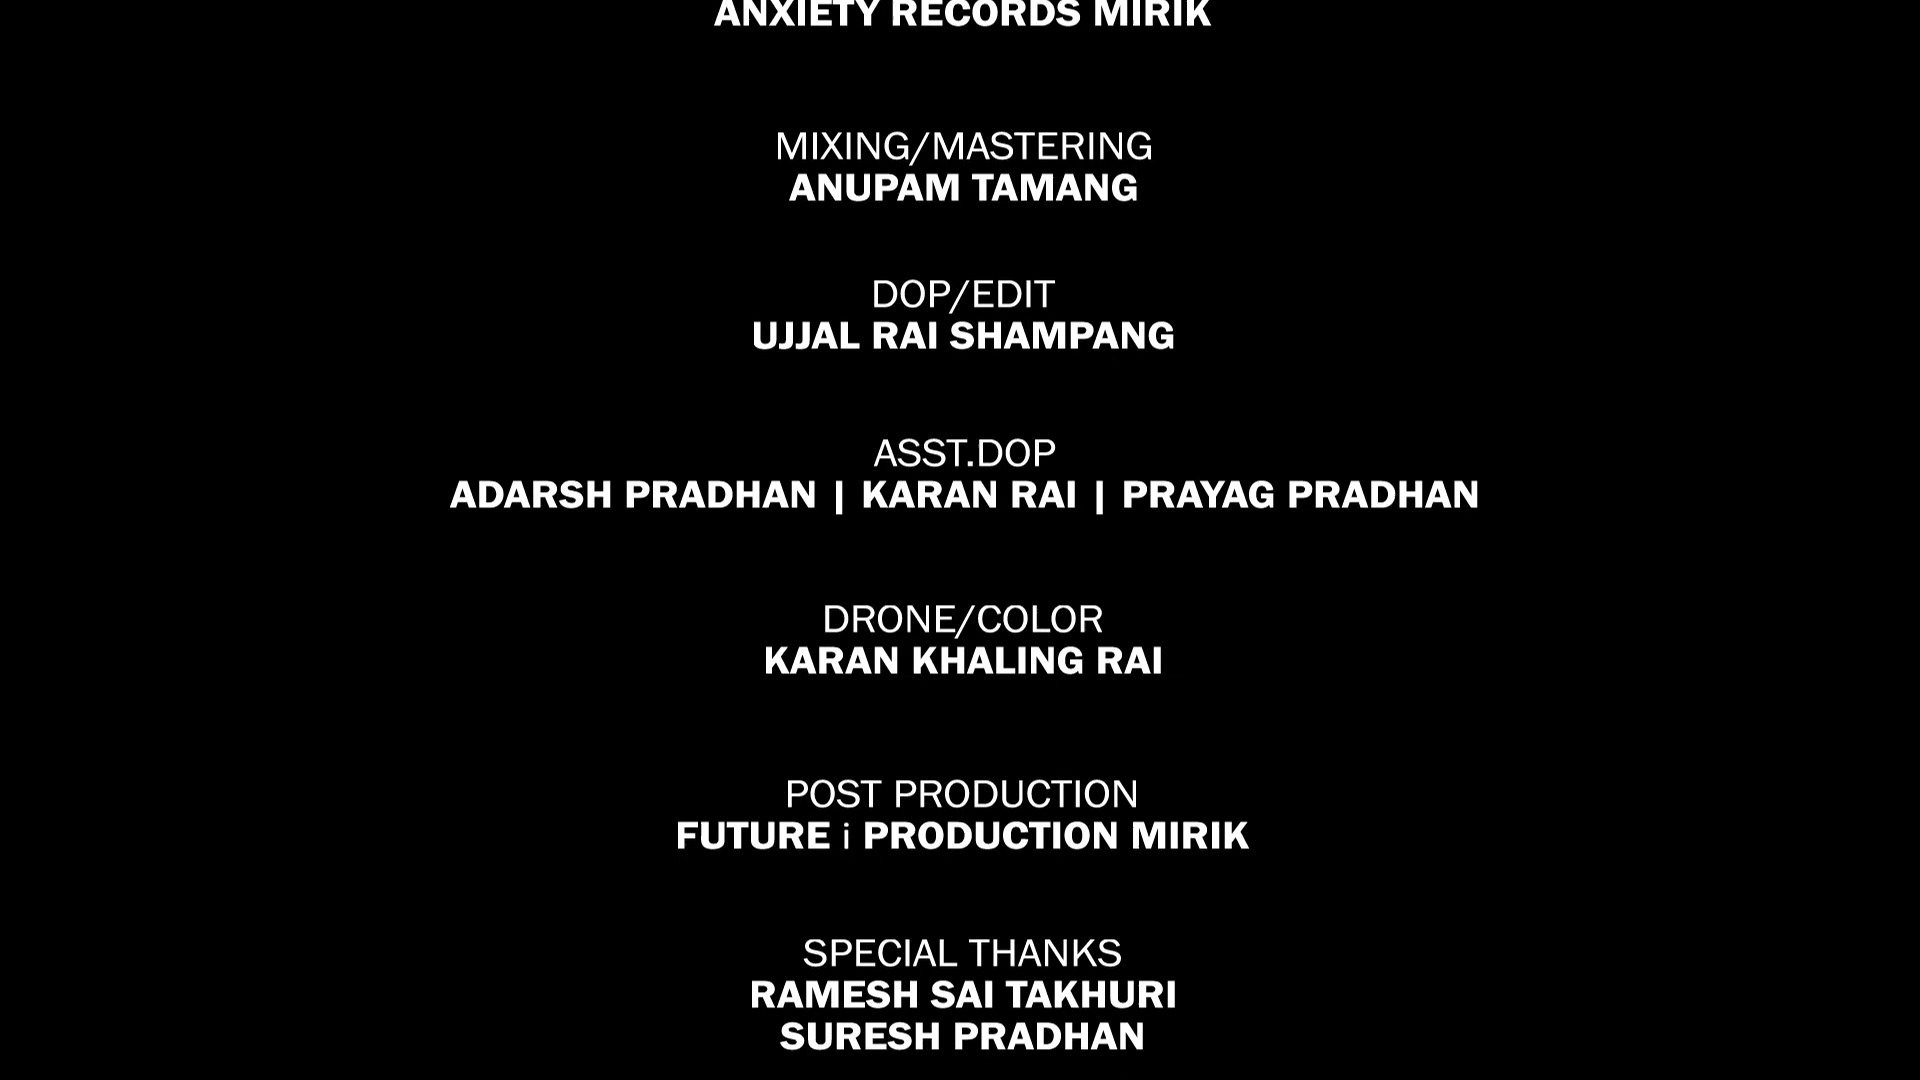 ANXIETY RECORDS MIRIK
MIXING/MASTERING
ANUPAM TAMANG
DOP/EDIT
UJJAL RAI SHAMPANG
ASST.DOP
ADARSH PRADHAN | KARAN RAI | PRAYAG PRADHAN
DRONE/COLOR
KARAN KHALING RAI
POST PRODUCTION
FUTURE i PRODUCTION MIRIK
SPECIAL THANKS
RAMESH SAI TAKHURI
SURESH PRADHAN